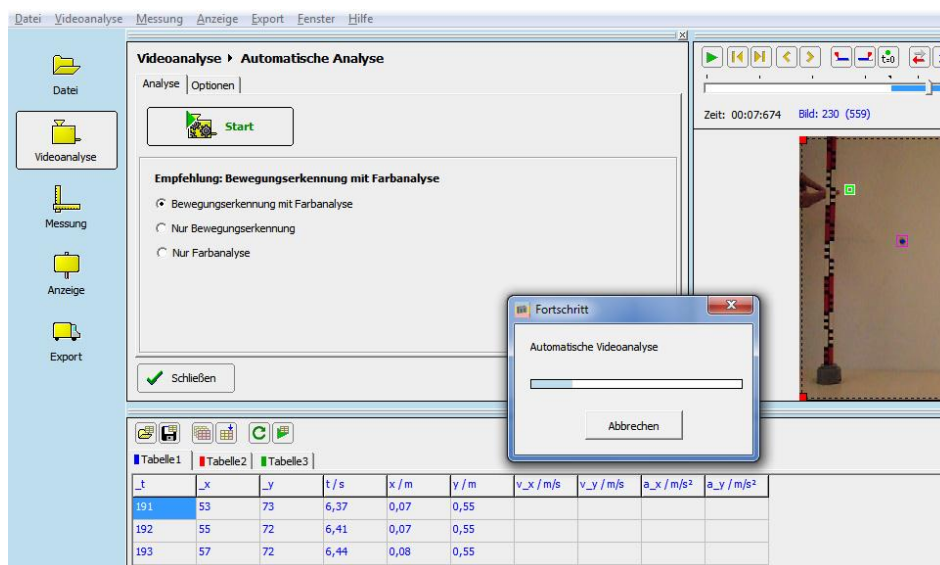 Datei Videoanalyse Messung Anzeige Export Fenster Hilfe
Datei
Videoanalyse
Messung
Anzeige
Export
Videoanalyse Automatische Analyse
Analyse Optionen
Start
Empfehlung: Bewegungserkennung mit Farbanalyse
Bewegungserkennung mit Farbanalyse
Nur Bewegungserkennung
Nur Farbanalyse
Schließen
t=0
Zeit: 00:07:674 Bild: 230 (559)
Fortschritt
Automatische Videoanalyse
Abbrechen
Tabelle1 Tabelle2 Tabelle3
_t _x _y t / s x / m y / m v_x / m/s v_y / m/s a_x / m/s² a_y / m/s²
191 53 73 6,37 0,07 0,55
192 55 72 6,41 0,07 0,55
193 57 72 6,44 0,08 0,55